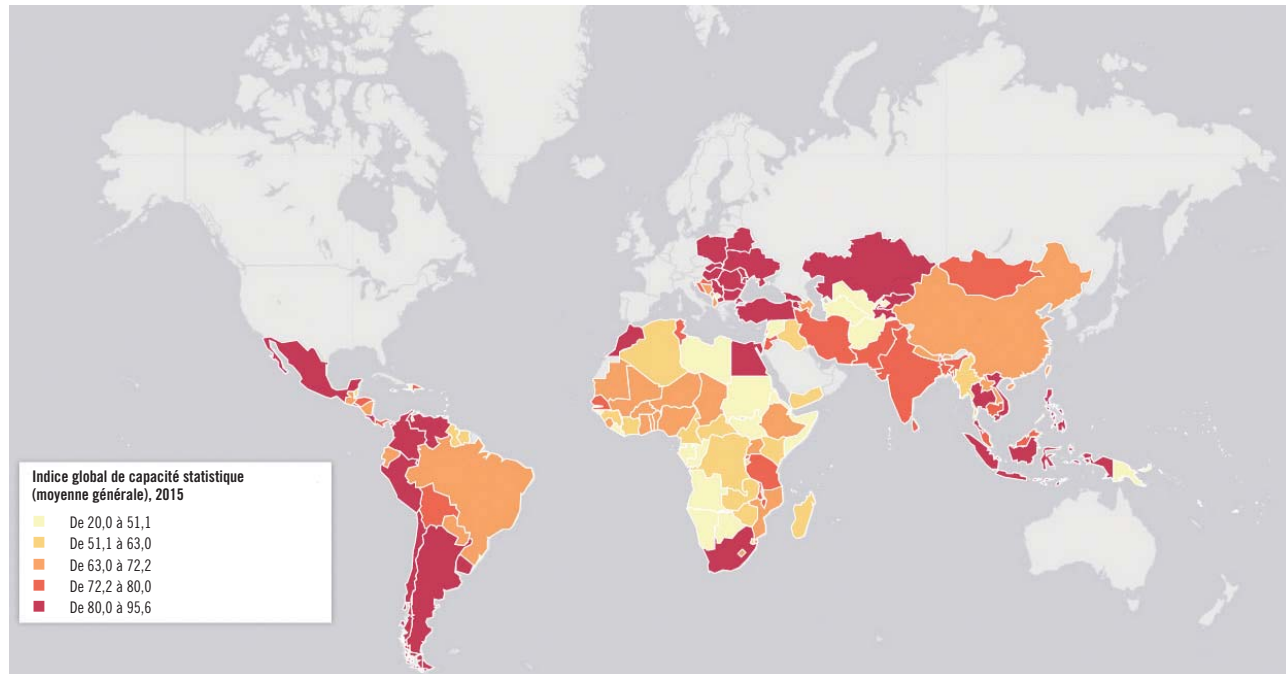 Indice global de capacité statistique
(moyenne générale), 2015
De 20,0 à 51,1
De 51,1 à 63,0
De 63,0 à 72,2
De 72,2 à 80,0
De 80,0 à 95,6